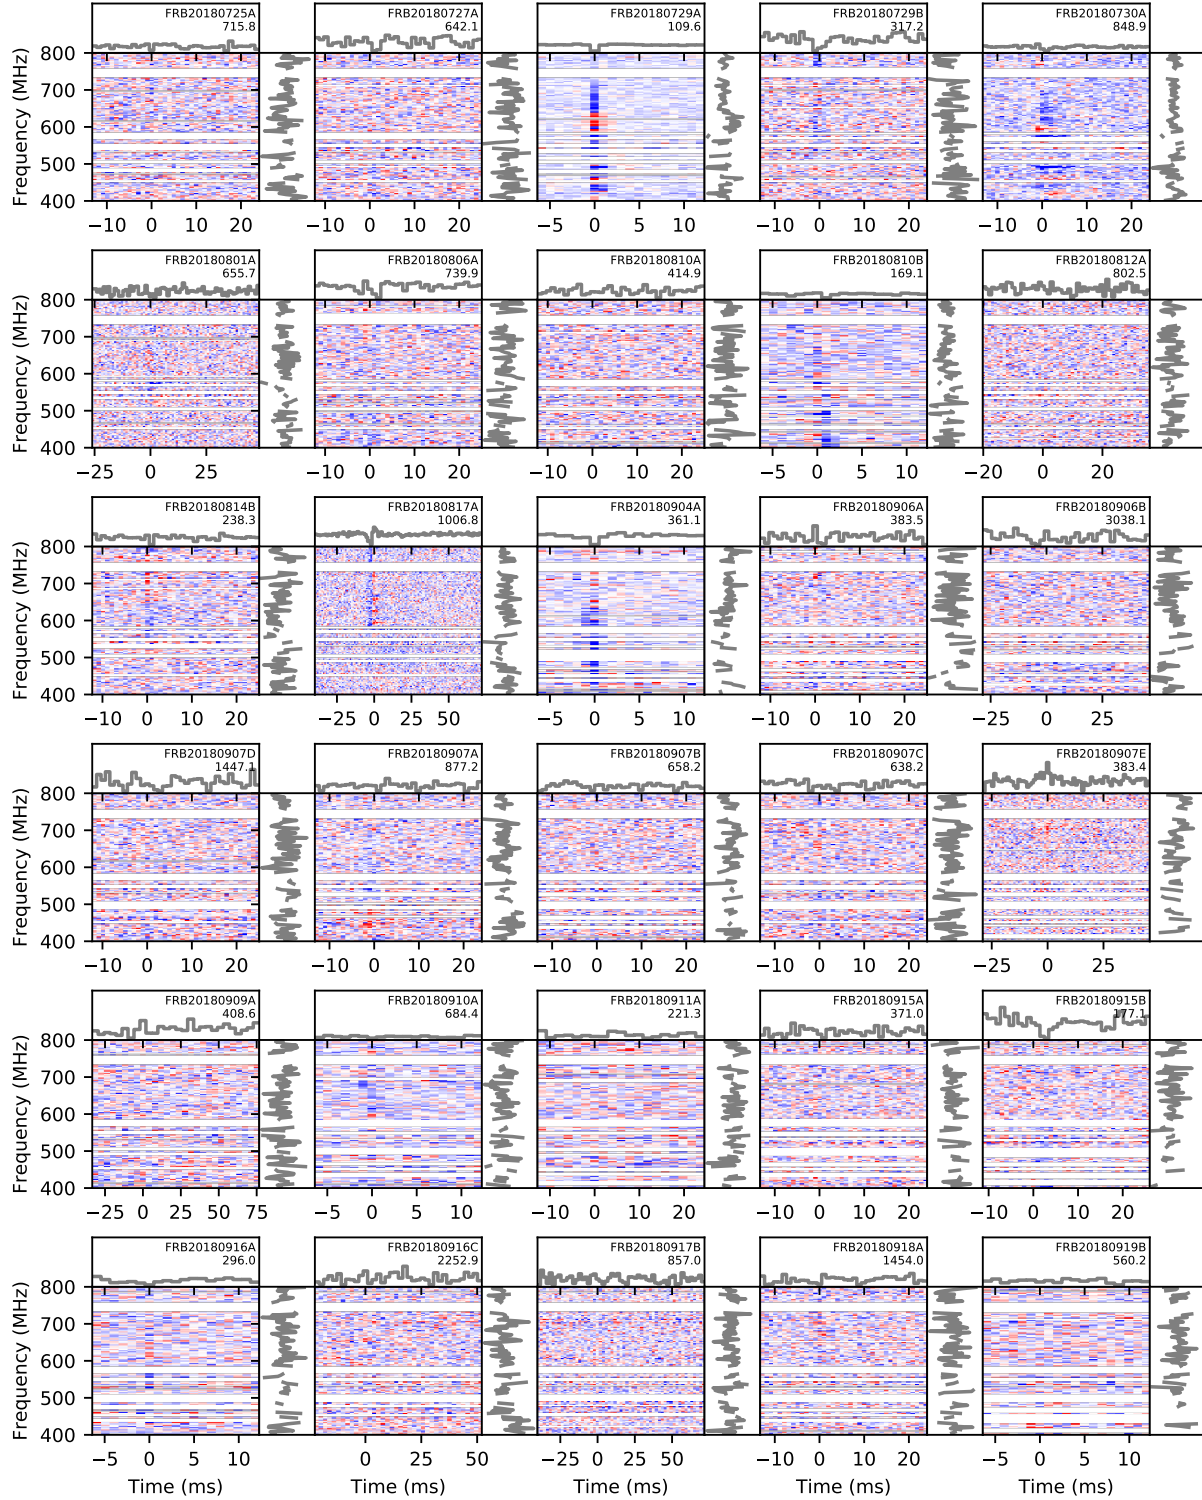 FRB20180725A
715.8
FRB20180727A
642.1
FRB20180729A
109.6
FRB20180729B
317.2
FRB20180730A
848.9
Frequency (MHz)
800
700
600
500
400
−10 0 10 20
−10 0 10 20
−5 0 5 10
−10 0 10 20
−10 0 10 20
FRB20180801A
655.7
FRB20180806A
739.9
FRB20180810A
414.9
FRB20180810B
169.1
FRB20180812A
802.5
Frequency (MHz)
800
700
600
500
400
−25 0 25
−10 0 10 20
−10 0 10 20
−5 0 5 10
−20 0 20
FRB20180814B
238.3
FRB20180817A
1006.8
FRB20180904A
361.1
FRB20180906A
383.5
FRB20180906B
3038.1
Frequency (MHz)
800
700
600
500
400
−10 0 10 20
−25 0 25 50
−5 0 5 10
−10 0 10 20
−25 0 25
FRB20180907D
1447.1
FRB20180907A
877.2
FRB20180907B
658.2
FRB20180907C
638.2
FRB20180907E
383.4
Frequency (MHz)
800
700
600
500
400
−10 0 10 20
−10 0 10 20
−10 0 10 20
−10 0 10 20
−25 0 25
FRB20180909A
408.6
FRB20180910A
684.4
FRB20180911A
221.3
FRB20180915A
371.0
FRB20180915B
177.1
Frequency (MHz)
800
700
600
500
400
−25 0 25 50 75
−5 0 5 10
−5 0 5 10
−10 0 10 20
−10 0 10 20
FRB20180916A
296.0
FRB20180916C
2252.9
FRB20180917B
857.0
FRB20180918A
1454.0
FRB20180919B
560.2
Frequency (MHz)
800
700
600
500
400
−5 0 5 10
0 25 50
−25 0 25 50
−10 0 10 20
−5 0 5 10
Time (ms)
Time (ms)
Time (ms)
Time (ms)
Time (ms)